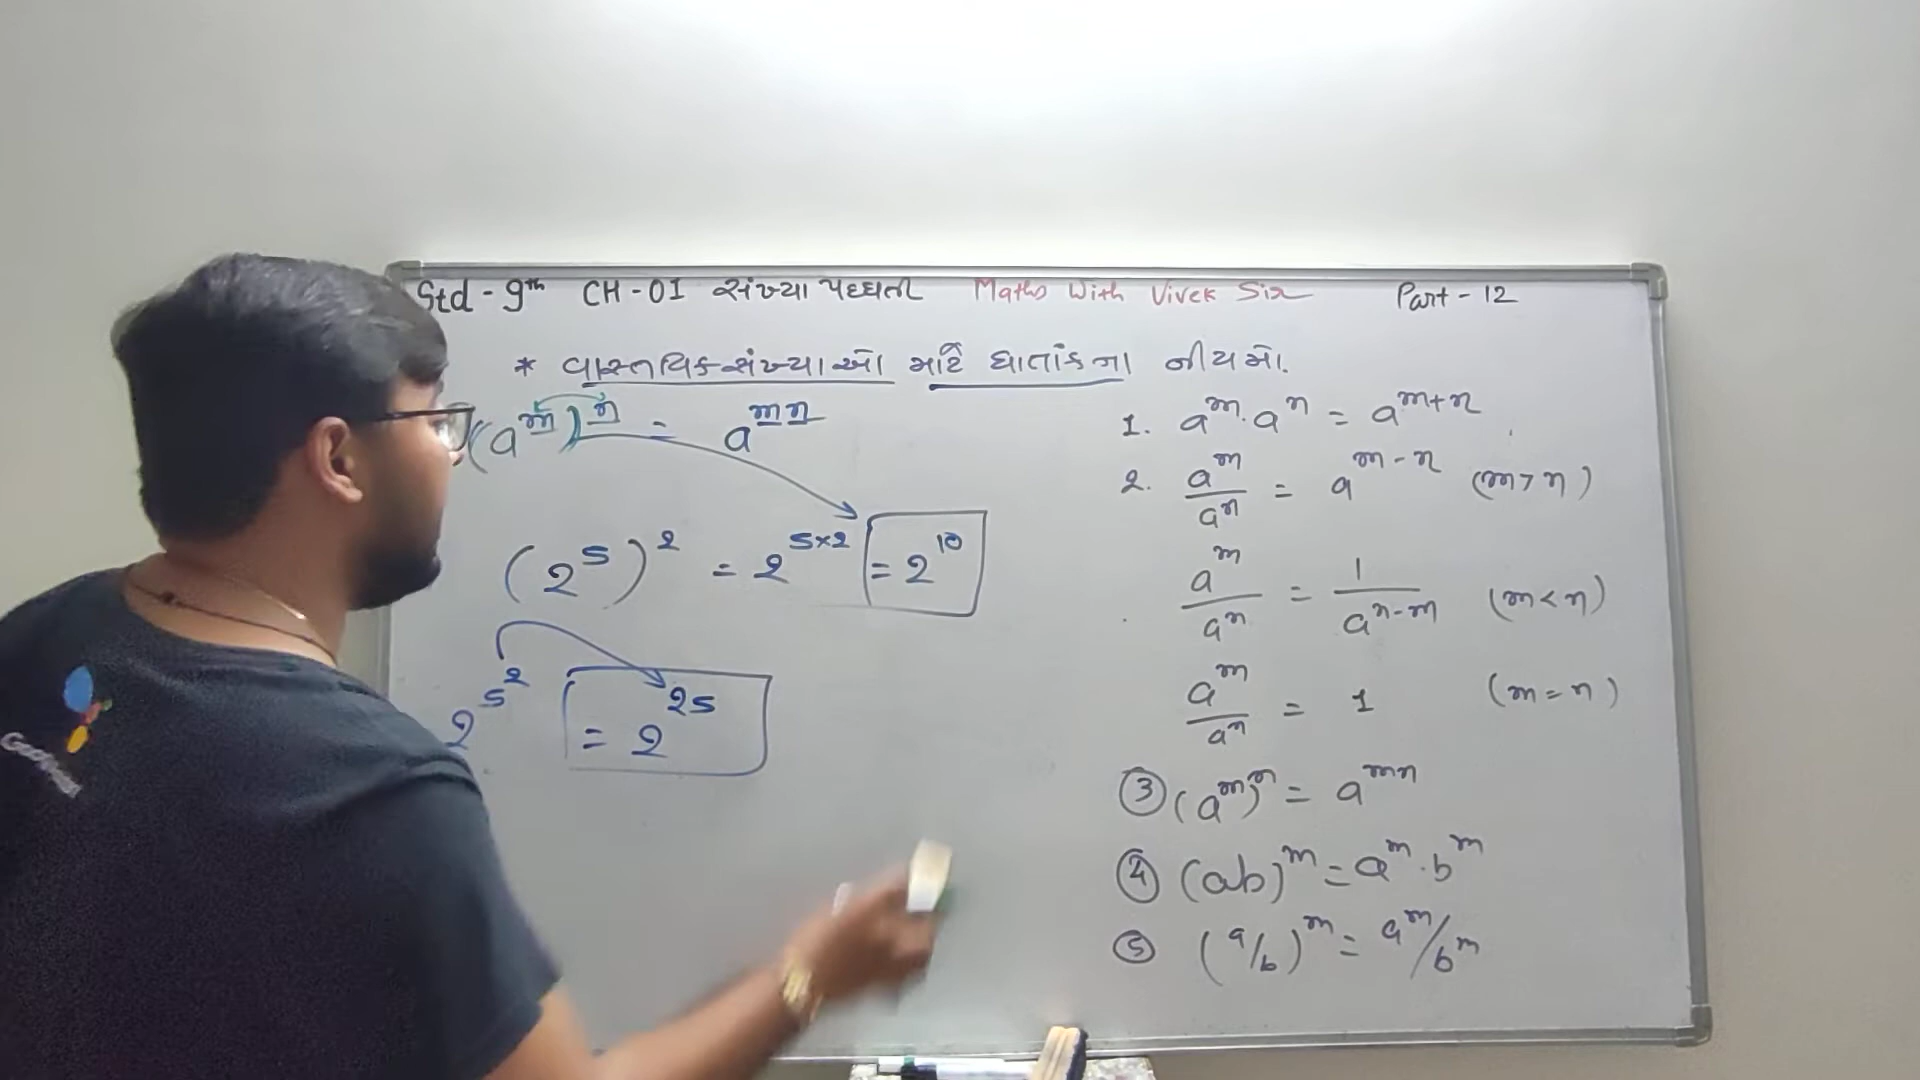 Std - 9th CH - 01 સંખ્યા પધ્ધતી Maths With Vivek Sir Part - 12
* વાસ્તવિક સંખ્યાઓ માટે ઘાતાંકના નીયમો.
(a^m)^n = a^mn
(2^5)^2 = 2^5×2 = 2^10
2^5^2 = 2^25
1. a^m · a^n = a^m+n
2. a^m/a^n = a^m-n (m > n)
a^m/a^n = 1/a^n-m (m < n)
a^m/a^n = 1 (m = n)
③ (a^m)^n = a^mn
④ (ab)^m = a^m · b^m
⑤ (a/b)^m = a^m/b^m